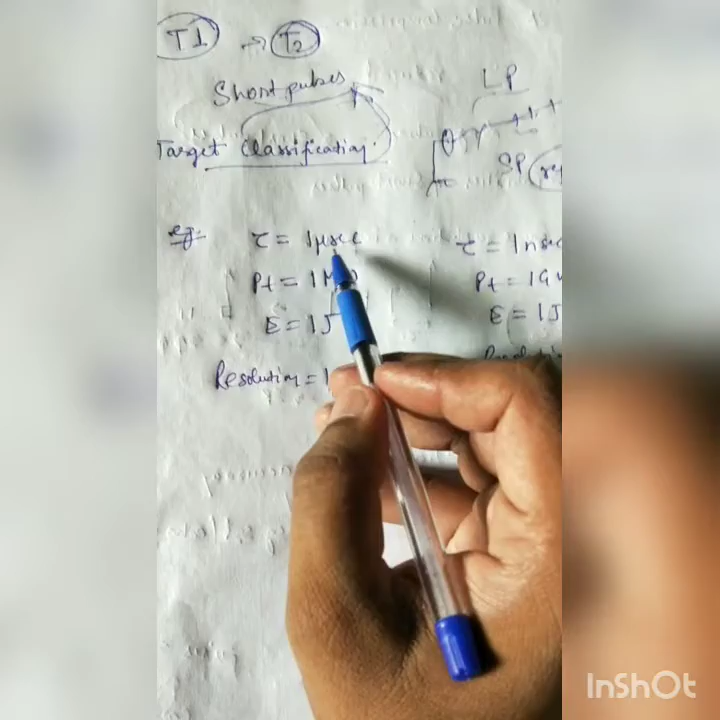 T1 → T2
Short pulses
LP
Target Classification
SP
eg.
τ = 1μsec
τ = 1nsec
Pt = 1M
Pt = 1G
E = 1J
E = 1J
Resolution = 1
InShOt